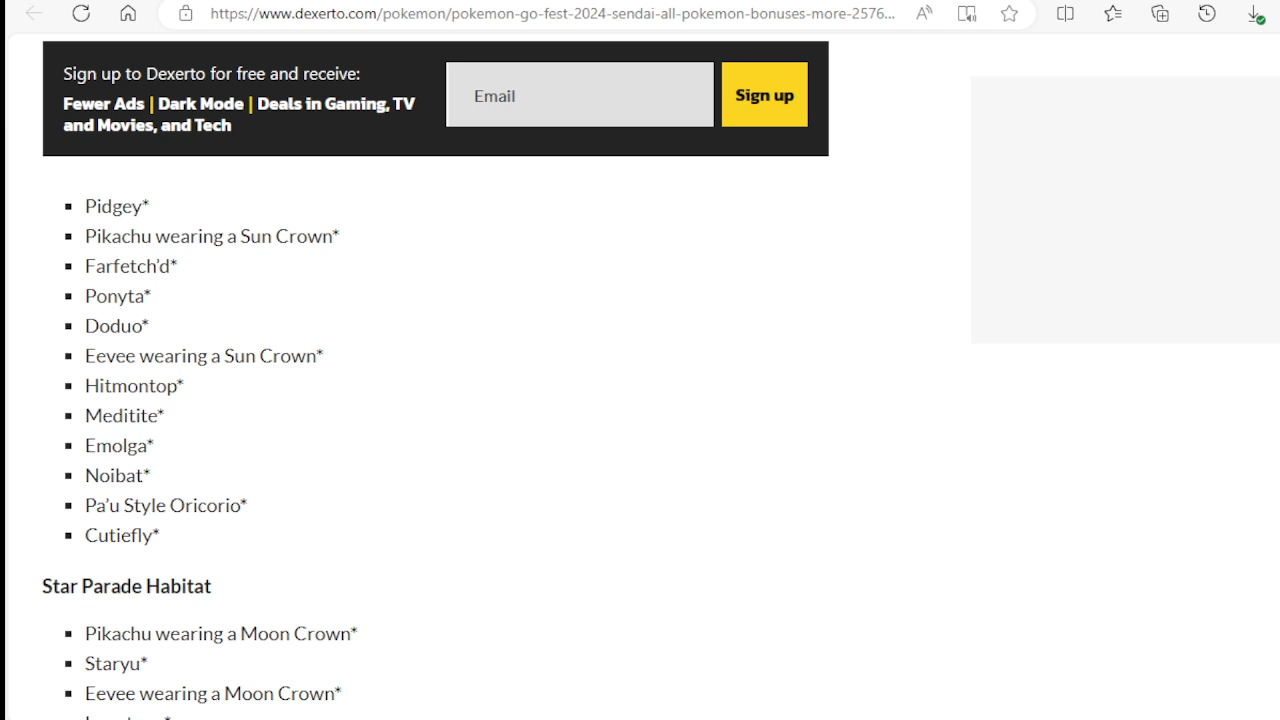 https://www.dexerto.com/pokemon/pokemon-go-fest-2024-sendai-all-pokemon-bonuses-more-2576...
Sign up to Dexerto for free and receive:
Fewer Ads | Dark Mode | Deals in Gaming, TV
and Movies, and Tech
Email
Sign up
Pidgey*
Pikachu wearing a Sun Crown*
Farfetch’d*
Ponyta*
Doduo*
Eevee wearing a Sun Crown*
Hitmontop*
Meditite*
Emolga*
Noibat*
Pa’u Style Oricorio*
Cutiefly*
Star Parade Habitat
Pikachu wearing a Moon Crown*
Staryu*
Eevee wearing a Moon Crown*